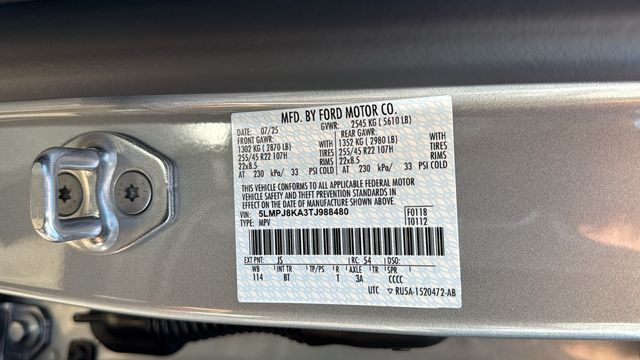 MFD. BY FORD MOTOR CO.
DATE: 07/25 GVWR: 2545 KG ( 5610 LB)
FRONT GAWR: REAR GAWR:
1302 KG ( 2870 LB) WITH 1352 KG ( 2980 LB) WITH
255/45 R22 107H TIRES 255/45 R22 107H TIRES
22x8.5 RIMS 22x8.5 RIMS
AT 230 kPa/ 33 PSI COLD AT 230 kPa/ 33 PSI COLD
THIS VEHICLE CONFORMS TO ALL APPLICABLE FEDERAL MOTOR
VEHICLE SAFETY AND THEFT PREVENTION STANDARDS IN
EFFECT ON THE DATE OF MANUFACTURE SHOWN ABOVE.
VIN: 5LMPJ8KA3TJ988480 F0118
TYPE: MPV T0112
EXT PNT: JS RC: 54 DSO:
WB INT TR TP/PS R AXLE TR SPR
114 BT T 3A CCCC
UTC ▽ RU5A-1520472-AB